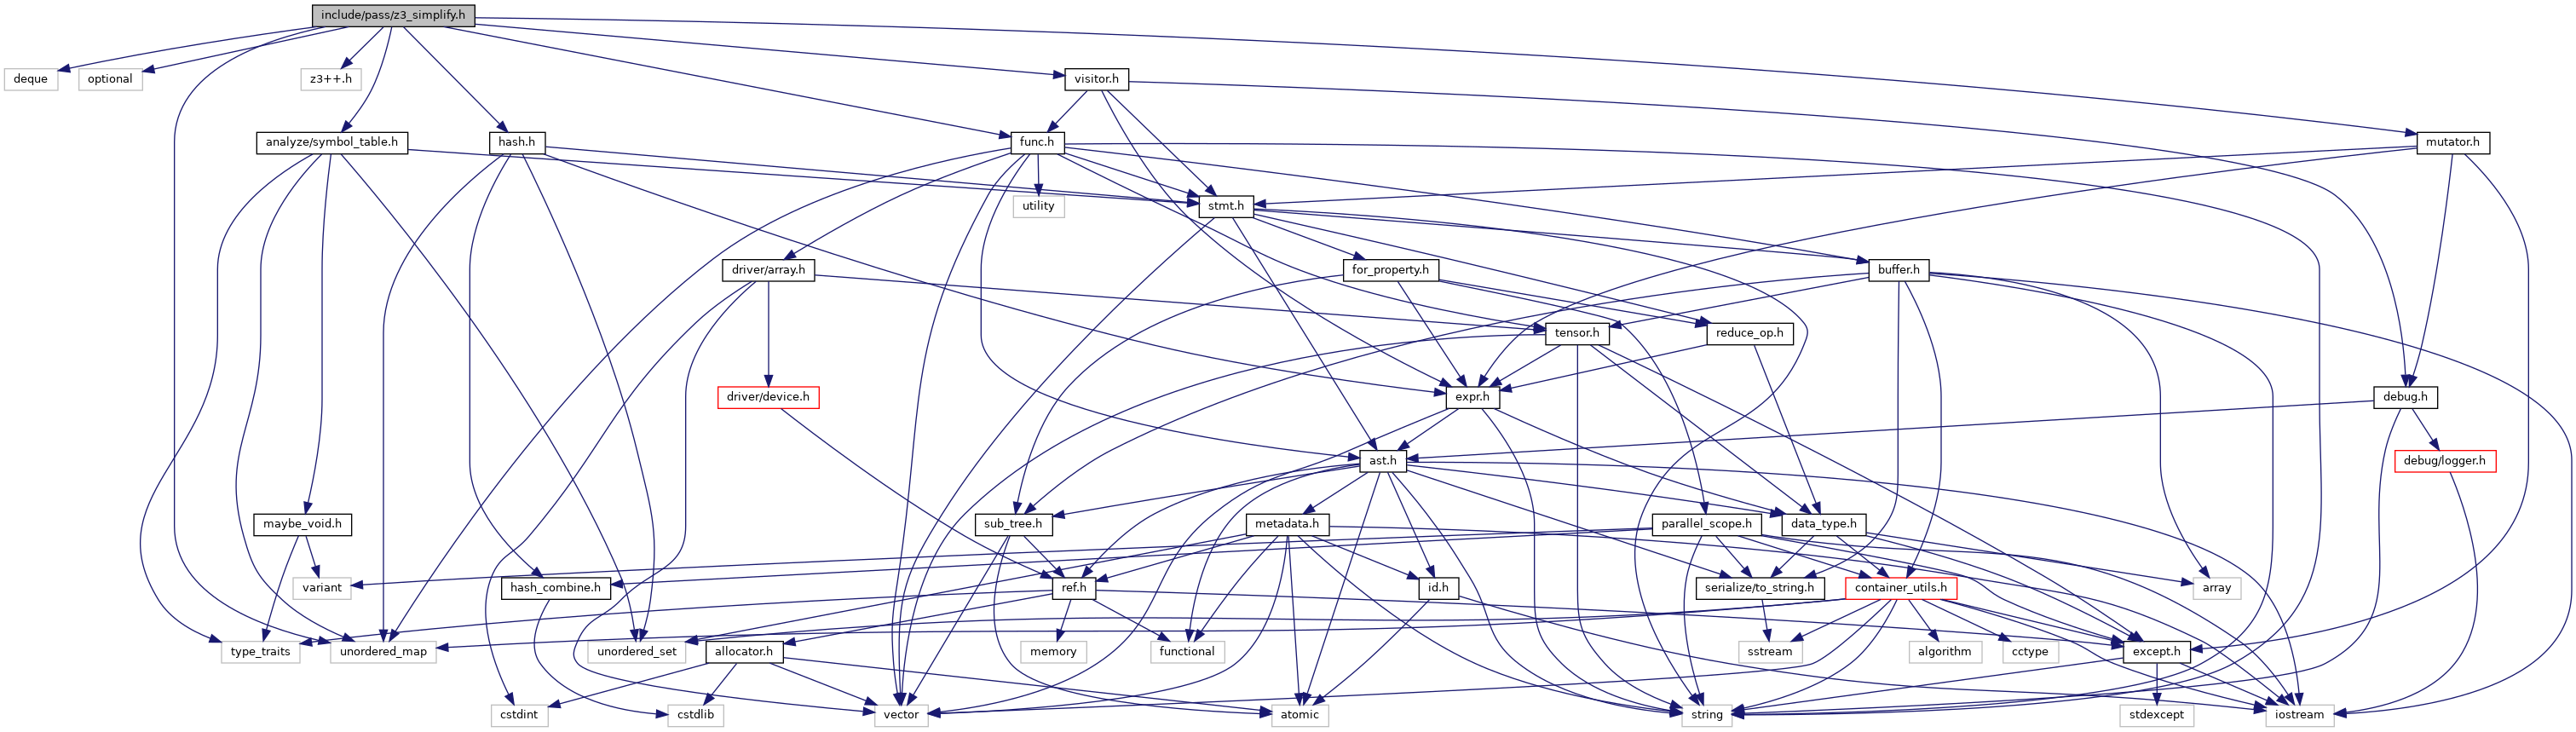 include/pass/z3_simplify.h
deque
optional
z3++.h
visitor.h
analyze/symbol_table.h
hash.h
func.h
mutator.h
utility
stmt.h
driver/array.h
for_property.h
buffer.h
tensor.h
reduce_op.h
driver/device.h
expr.h
debug.h
ast.h
debug/logger.h
maybe_void.h
sub_tree.h
metadata.h
parallel_scope.h
data_type.h
variant
hash_combine.h
ref.h
id.h
serialize/to_string.h
container_utils.h
array
type_traits
unordered_map
unordered_set
allocator.h
memory
functional
sstream
algorithm
cctype
except.h
cstdint
cstdlib
vector
atomic
string
stdexcept
iostream